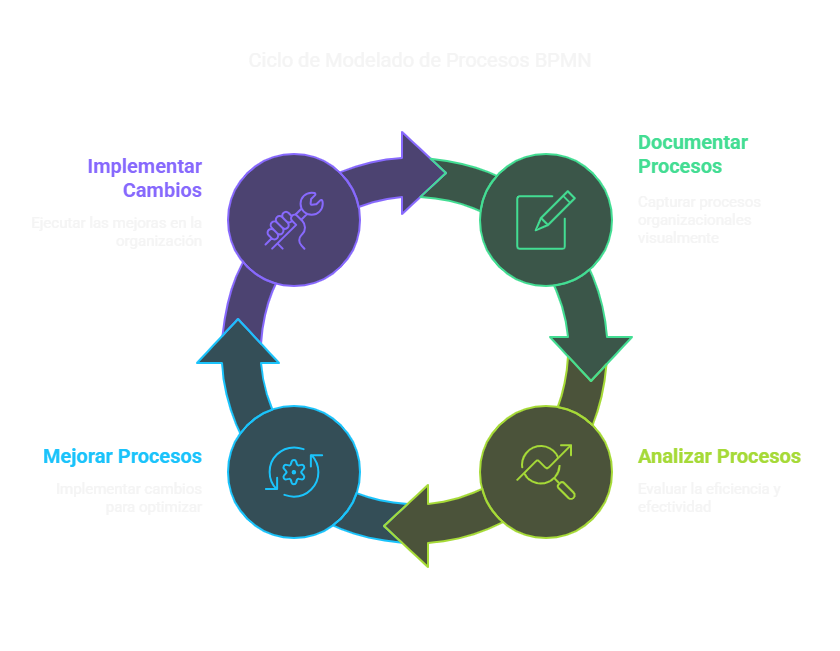 Ciclo de Modelado de Procesos BPMN
Implementar
Cambios
Ejecutar las mejoras en la
organización
Documentar
Procesos
Capturar procesos
organizacionales
visualmente
Mejorar Procesos
Implementar cambios
para optimizar
Analizar Procesos
Evaluar la eficiencia y
efectividad